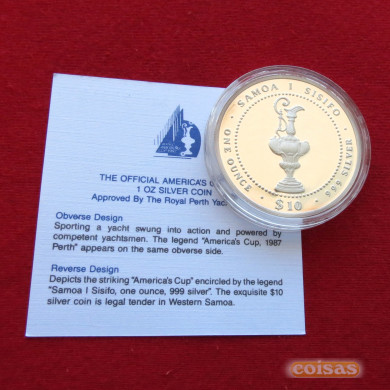 THE OFFICIAL AMERICA'S
1 OZ SILVER COIN
Approved By The Royal Perth
Obverse Design
Sporting a yacht swung into action and powered by
competent yachtsmen. The legend "America's Cup, 1987
Perth" appears on the same obverse side.
Reverse Design
Depicts the striking "America's Cup" encircled by the legend
"Samoa I Sisifo, one ounce, 999 silver". The exquisite $10
silver coin is legal tender in Western Samoa.
SAMOA I SISIFO
ONE OUNCE
999 SILVER
$10
coisas